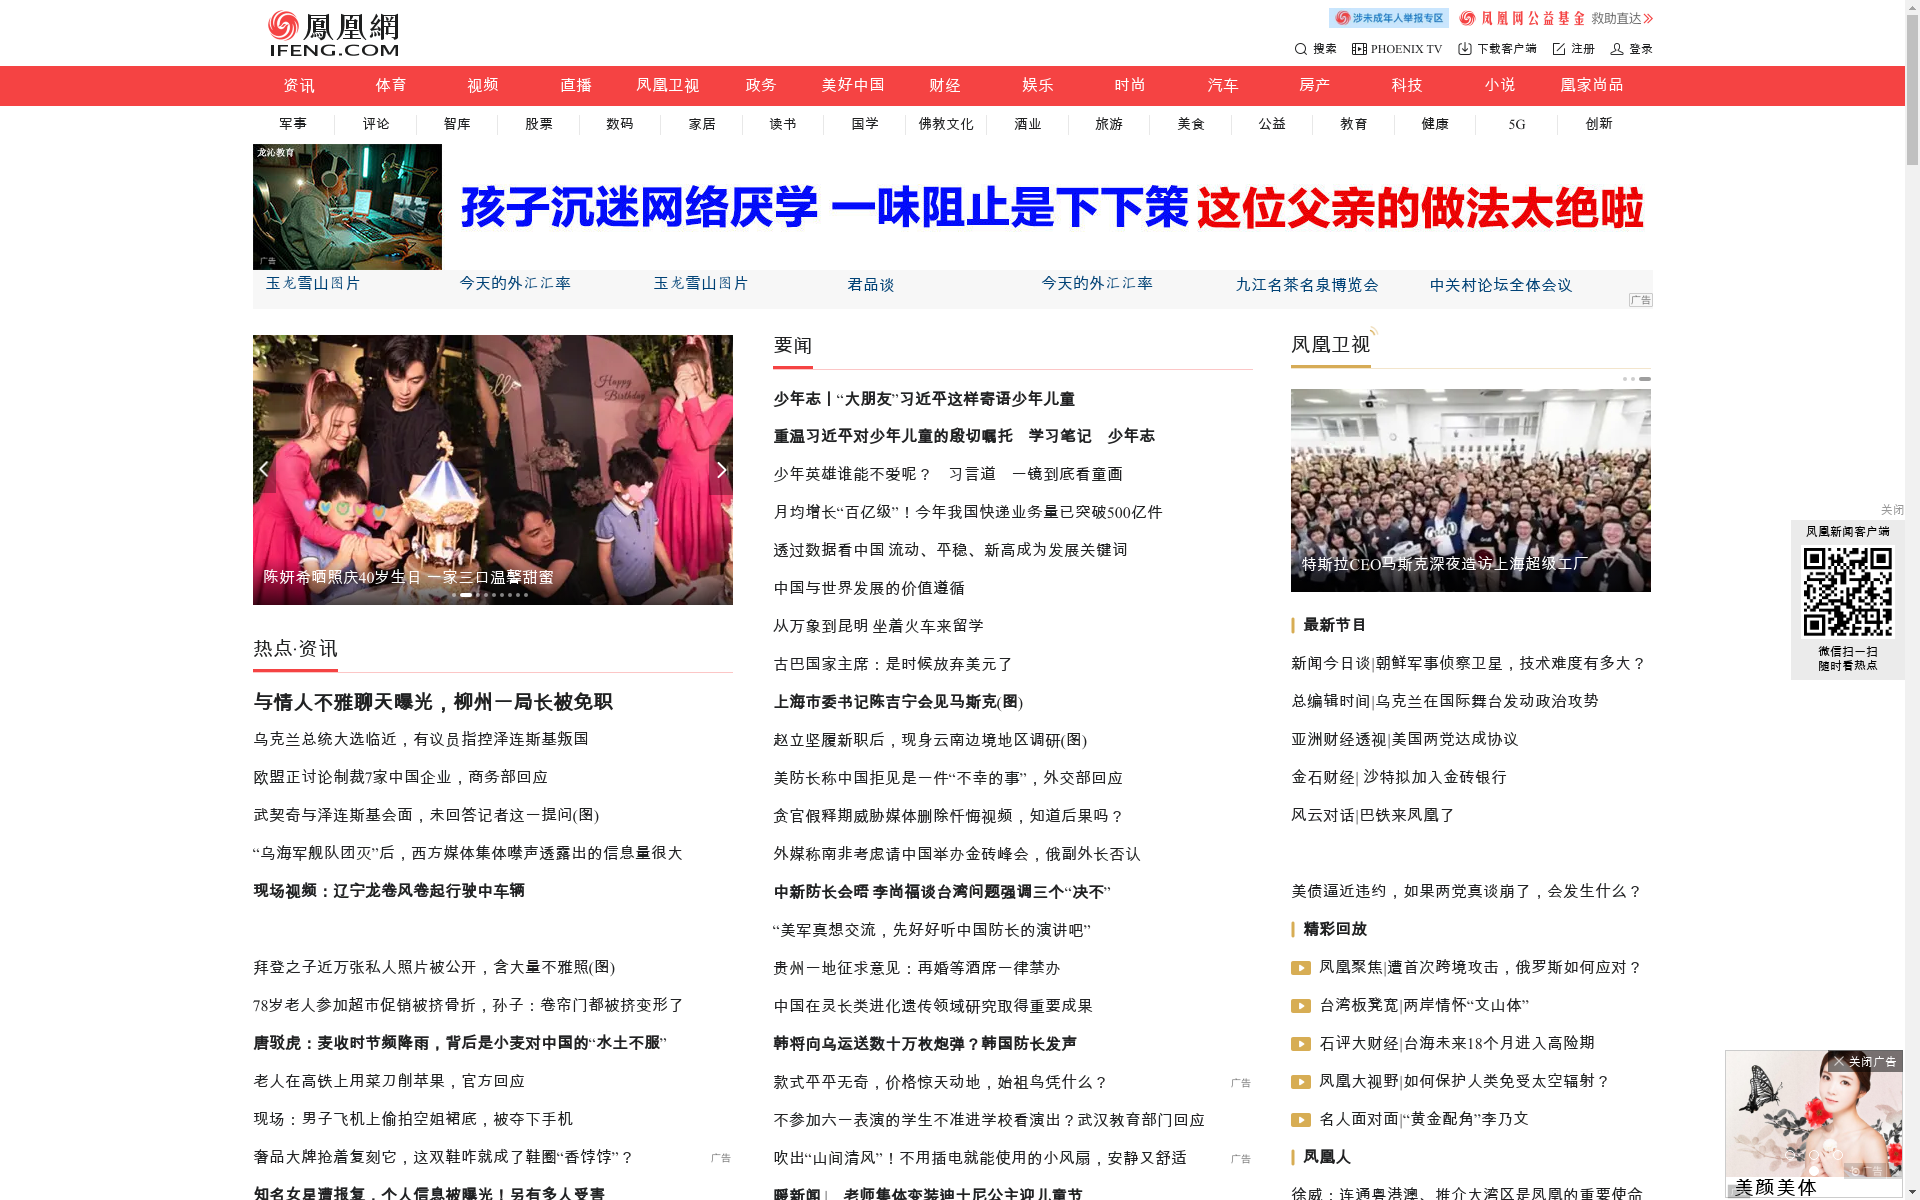 鳳凰網
IFENG.COM
涉未成年人举报专区
凤凰网公益基金 救助直达
搜索 PHOENIX TV 下载客户端 注册 登录
资讯 体育 视频 直播 凤凰卫视 政务 美好中国 财经 娱乐 时尚 汽车 房产 科技 小说 凰家尚品
军事 评论 智库 股票 数码 家居 读书 国学 佛教文化 酒业 旅游 美食 公益 教育 健康 5G 创新
龙沁教育
孩子沉迷网络厌学 一味阻止是下下策 这位父亲的做法太绝啦
广告
玉龙雪山图片 今天的外汇汇率 玉龙雪山图片 君品谈 今天的外汇汇率 九江名茶名泉博览会 中关村论坛全体会议
广告
hello
Happy
Birthday
陈妍希晒照庆40岁生日 一家三口温馨甜蜜
热点·资讯
与情人不雅聊天曝光，柳州一局长被免职
乌克兰总统大选临近，有议员指控泽连斯基叛国
欧盟正讨论制裁7家中国企业，商务部回应
武契奇与泽连斯基会面，未回答记者这一提问(图)
“乌海军舰队团灭”后，西方媒体集体噤声透露出的信息量很大
现场视频：辽宁龙卷风卷起行驶中车辆
拜登之子近万张私人照片被公开，含大量不雅照(图)
78岁老人参加超市促销被挤骨折，孙子：卷帘门都被挤变形了
唐驳虎：麦收时节频降雨，背后是小麦对中国的“水土不服”
老人在高铁上用菜刀削苹果，官方回应
现场：男子飞机上偷拍空姐裙底，被夺下手机
奢品大牌抢着复刻它，这双鞋咋就成了鞋圈“香饽饽”？
广告
知名女星遭报复，个人信息被曝光！另有多人受害
要闻
少年志丨“大朋友”习近平这样寄语少年儿童
重温习近平对少年儿童的殷切嘱托 学习笔记 少年志
少年英雄谁能不爱呢？ 习言道 一镜到底看童画
月均增长“百亿级”！今年我国快递业务量已突破500亿件
透过数据看中国 流动、平稳、新高成为发展关键词
中国与世界发展的价值遵循
从万象到昆明 坐着火车来留学
古巴国家主席：是时候放弃美元了
上海市委书记陈吉宁会见马斯克(图)
赵立坚履新职后，现身云南边境地区调研(图)
美防长称中国拒见是一件“不幸的事”，外交部回应
贪官假释期威胁媒体删除忏悔视频，知道后果吗？
外媒称南非考虑请中国举办金砖峰会，俄副外长否认
中新防长会晤 李尚福谈台湾问题强调三个“决不”
“美军真想交流，先好好听中国防长的演讲吧”
贵州一地征求意见：再婚等酒席一律禁办
中国在灵长类进化遗传领域研究取得重要成果
韩将向乌运送数十万枚炮弹？韩国防长发声
款式平平无奇，价格惊天动地，始祖鸟凭什么？
广告
不参加六一表演的学生不准进学校看演出？武汉教育部门回应
吹出“山间清风”！不用插电就能使用的小风扇，安静又舒适
广告
暖新闻 | 老师集体变装迪士尼公主迎儿童节
凤凰卫视
特斯拉CEO马斯克深夜造访上海超级工厂
最新节目
新闻今日谈|朝鲜军事侦察卫星，技术难度有多大？
总编辑时间|乌克兰在国际舞台发动政治攻势
亚洲财经透视|美国两党达成协议
金石财经| 沙特拟加入金砖银行
风云对话|巴铁来凤凰了
美债逼近违约，如果两党真谈崩了，会发生什么？
精彩回放
凤凰聚焦|遭首次跨境攻击，俄罗斯如何应对？
台湾板凳宽|两岸情怀“文山体”
石评大财经|台海未来18个月进入高险期
凤凰大视野|如何保护人类免受太空辐射？
名人面对面|“黄金配角”李乃文
凤凰人
徐威：连通粤港澳、推介大湾区是凤凰的重要使命
关闭
凤凰新闻客户端
微信扫一扫
随时看热点
关闭广告
广告
美颜美体